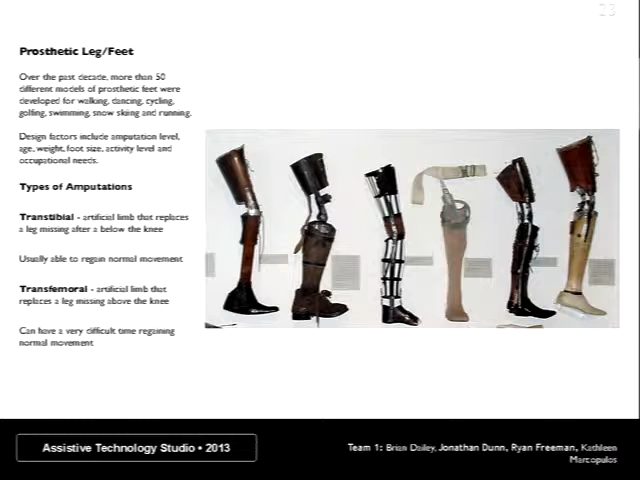 23
Prosthetic Leg/Feet
Over the past decade, more than 50
different models of prosthetic feet were
developed for walking, dancing, cycling,
golfing, swimming, snow skiing and running.
Design factors include amputation level,
age, weight, foot size, activity level and
occupational needs.
Types of Amputations
Transtibial - artificial limb that replaces
a leg missing after a below the knee
Usually able to regain normal movement
Transfemoral - artificial limb that
replaces a leg missing above the knee
Can have a very difficult time regaining
normal movement
Assistive Technology Studio • 2013
Team 1: Brian Dailey, Jonathan Dunn, Ryan Freeman, Kathleen
Marcopulos